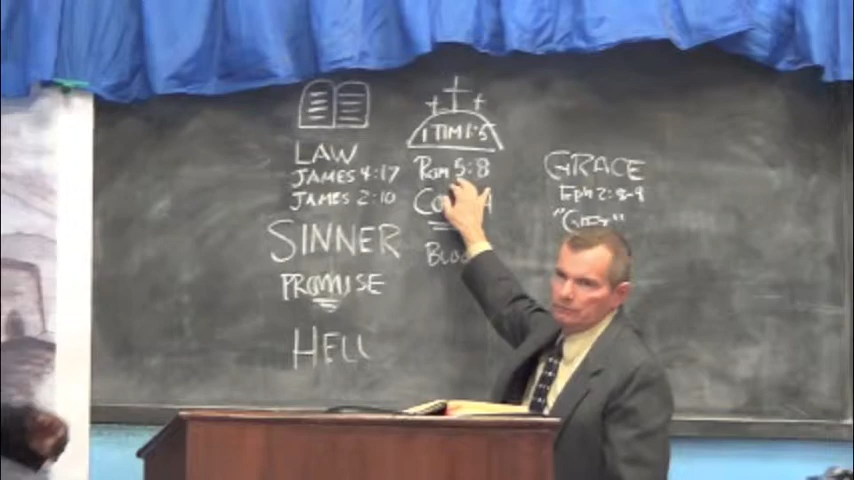 LAW
JAMES 4:17
JAMES 2:10
SINNER
PROMISE
HELL
1 TIM 1:5
Rom 5:8
GRACE
Eph 2:8-9
"GIFT"